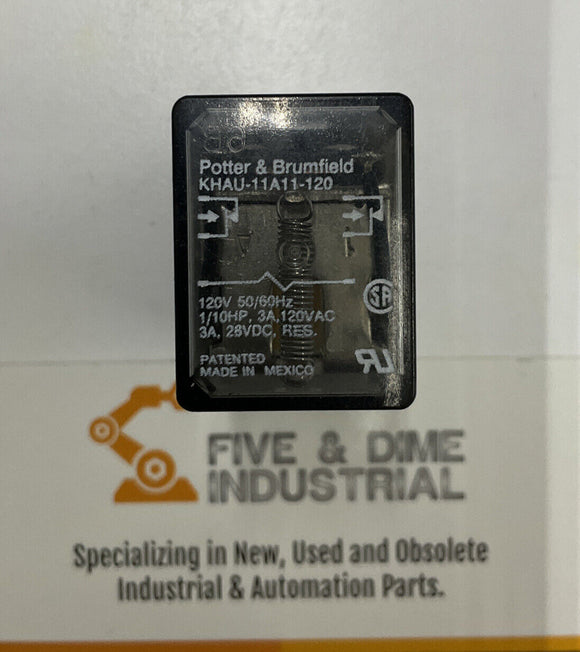 Potter & Brumfield
KHAU-11A11-120
120V 50/60Hz
1/10HP, 3A,120VAC
3A, 28VDC, RES.
PATENTED
MADE IN MEXICO
FIVE & DIME
INDUSTRIAL
Specializing in New, Used and Obsolete
Industrial & Automation Parts.